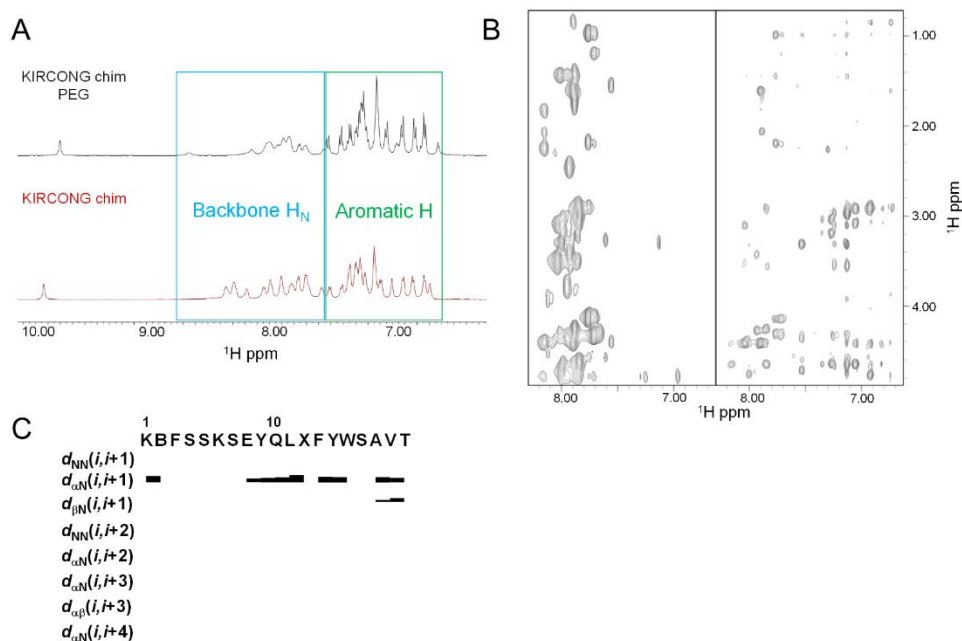 A
KIRCONG chim
PEG
KIRCONG chim
Backbone HN
Aromatic H
10.00 9.00 8.00 7.00
1H ppm
B
1.00
2.00
3.00
4.00
1H ppm
8.00 7.00 8.00 7.00
1H ppm 1H ppm
C
1 10
KBFSSKSEYQLXFYWSAVT
dNN(i,i+1)
dαN(i,i+1)
dβN(i,i+1)
dNN(i,i+2)
dαN(i,i+2)
dαN(i,i+3)
dαβ(i,i+3)
dαN(i,i+4)